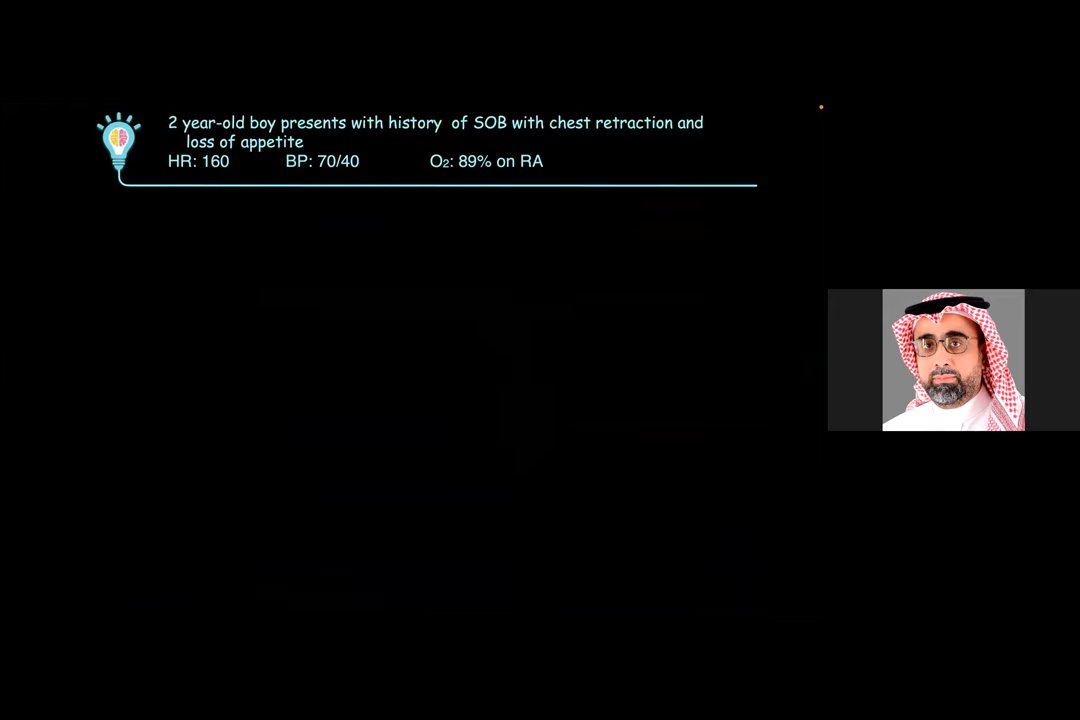 2 year-old boy presents with history of SOB with chest retraction and
loss of appetite
HR: 160 BP: 70/40 O2: 89% on RA